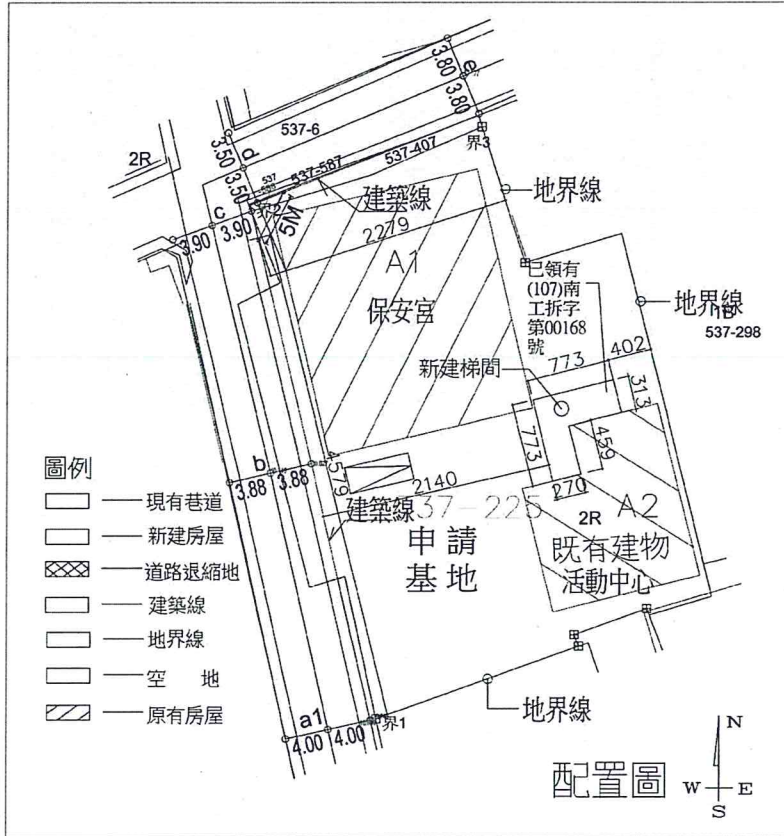 3.80
e
3.80
537-6
3.50
d
2R
537-407
界3
3.50
537-587
537
建築線
地界線
c
5M
3.90
3.90
2279
A1
保安宮
已領有
(107)南
工拆字
第00168
號
地界線
537-298
773
402
新建梯間
313
773
459
圖例
b
3.88
3.88
579
2140
270
現有巷道
新建房屋
道路退縮地
建築線
地界線
空 地
原有房屋
建築線
37-225
申請
基地
2R
A2
既有建物
活動中心
a1
4.00
4.00
界1
地界線
配置圖
N
W
E
S